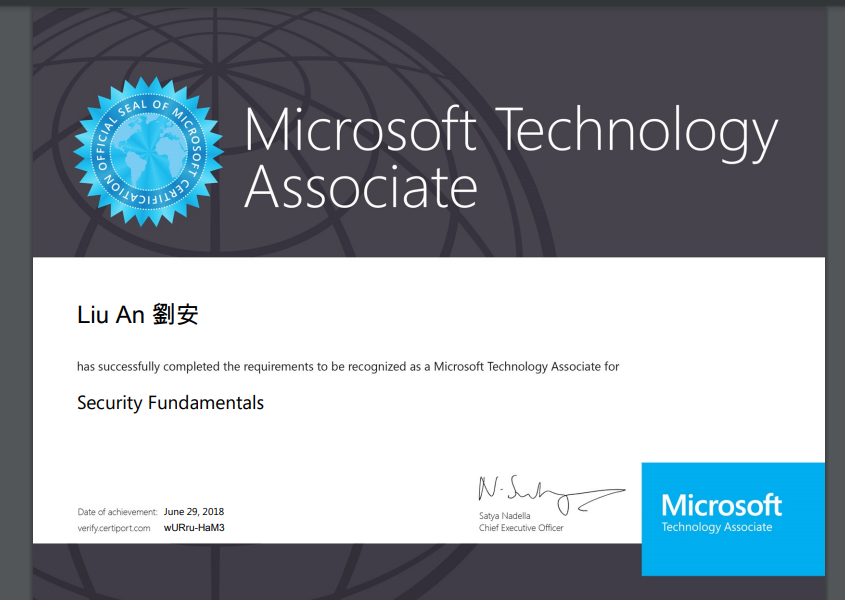 OFFICIAL SEAL OF MICROSOFT CERTIFICATION
Microsoft Technology
Associate
Liu An 劉安
has successfully completed the requirements to be recognized as a Microsoft Technology Associate for
Security Fundamentals
Date of achievement: June 29, 2018
verify.certiport.com wURru-HaM3
N. Sat
Satya Nadella
Chief Executive Officer
Microsoft
Technology Associate